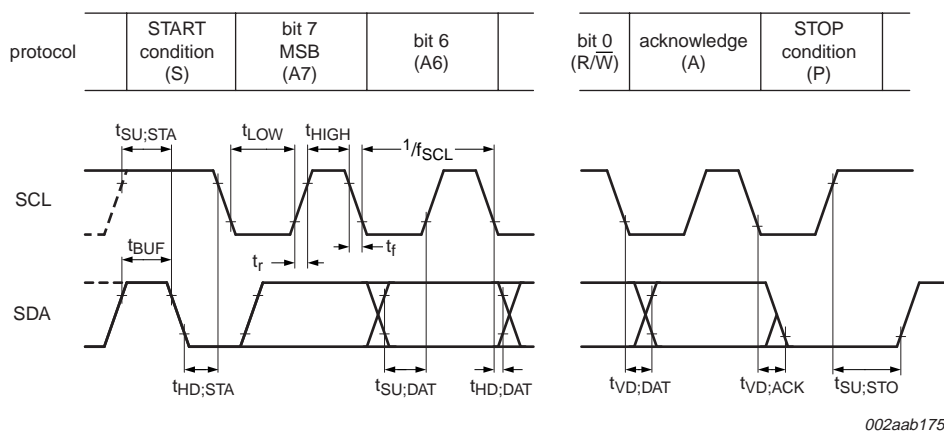 protocol
START
condition
(S)
bit 7
MSB
(A7)
bit 6
(A6)
bit 0
(R/W̅)
acknowledge
(A)
STOP
condition
(P)
tSU;STA
tLOW
tHIGH
1/fSCL
SCL
tBUF
tr
tf
SDA
tHD;STA
tSU;DAT
tHD;DAT
tVD;DAT
tVD;ACK
tSU;STO
002aab175